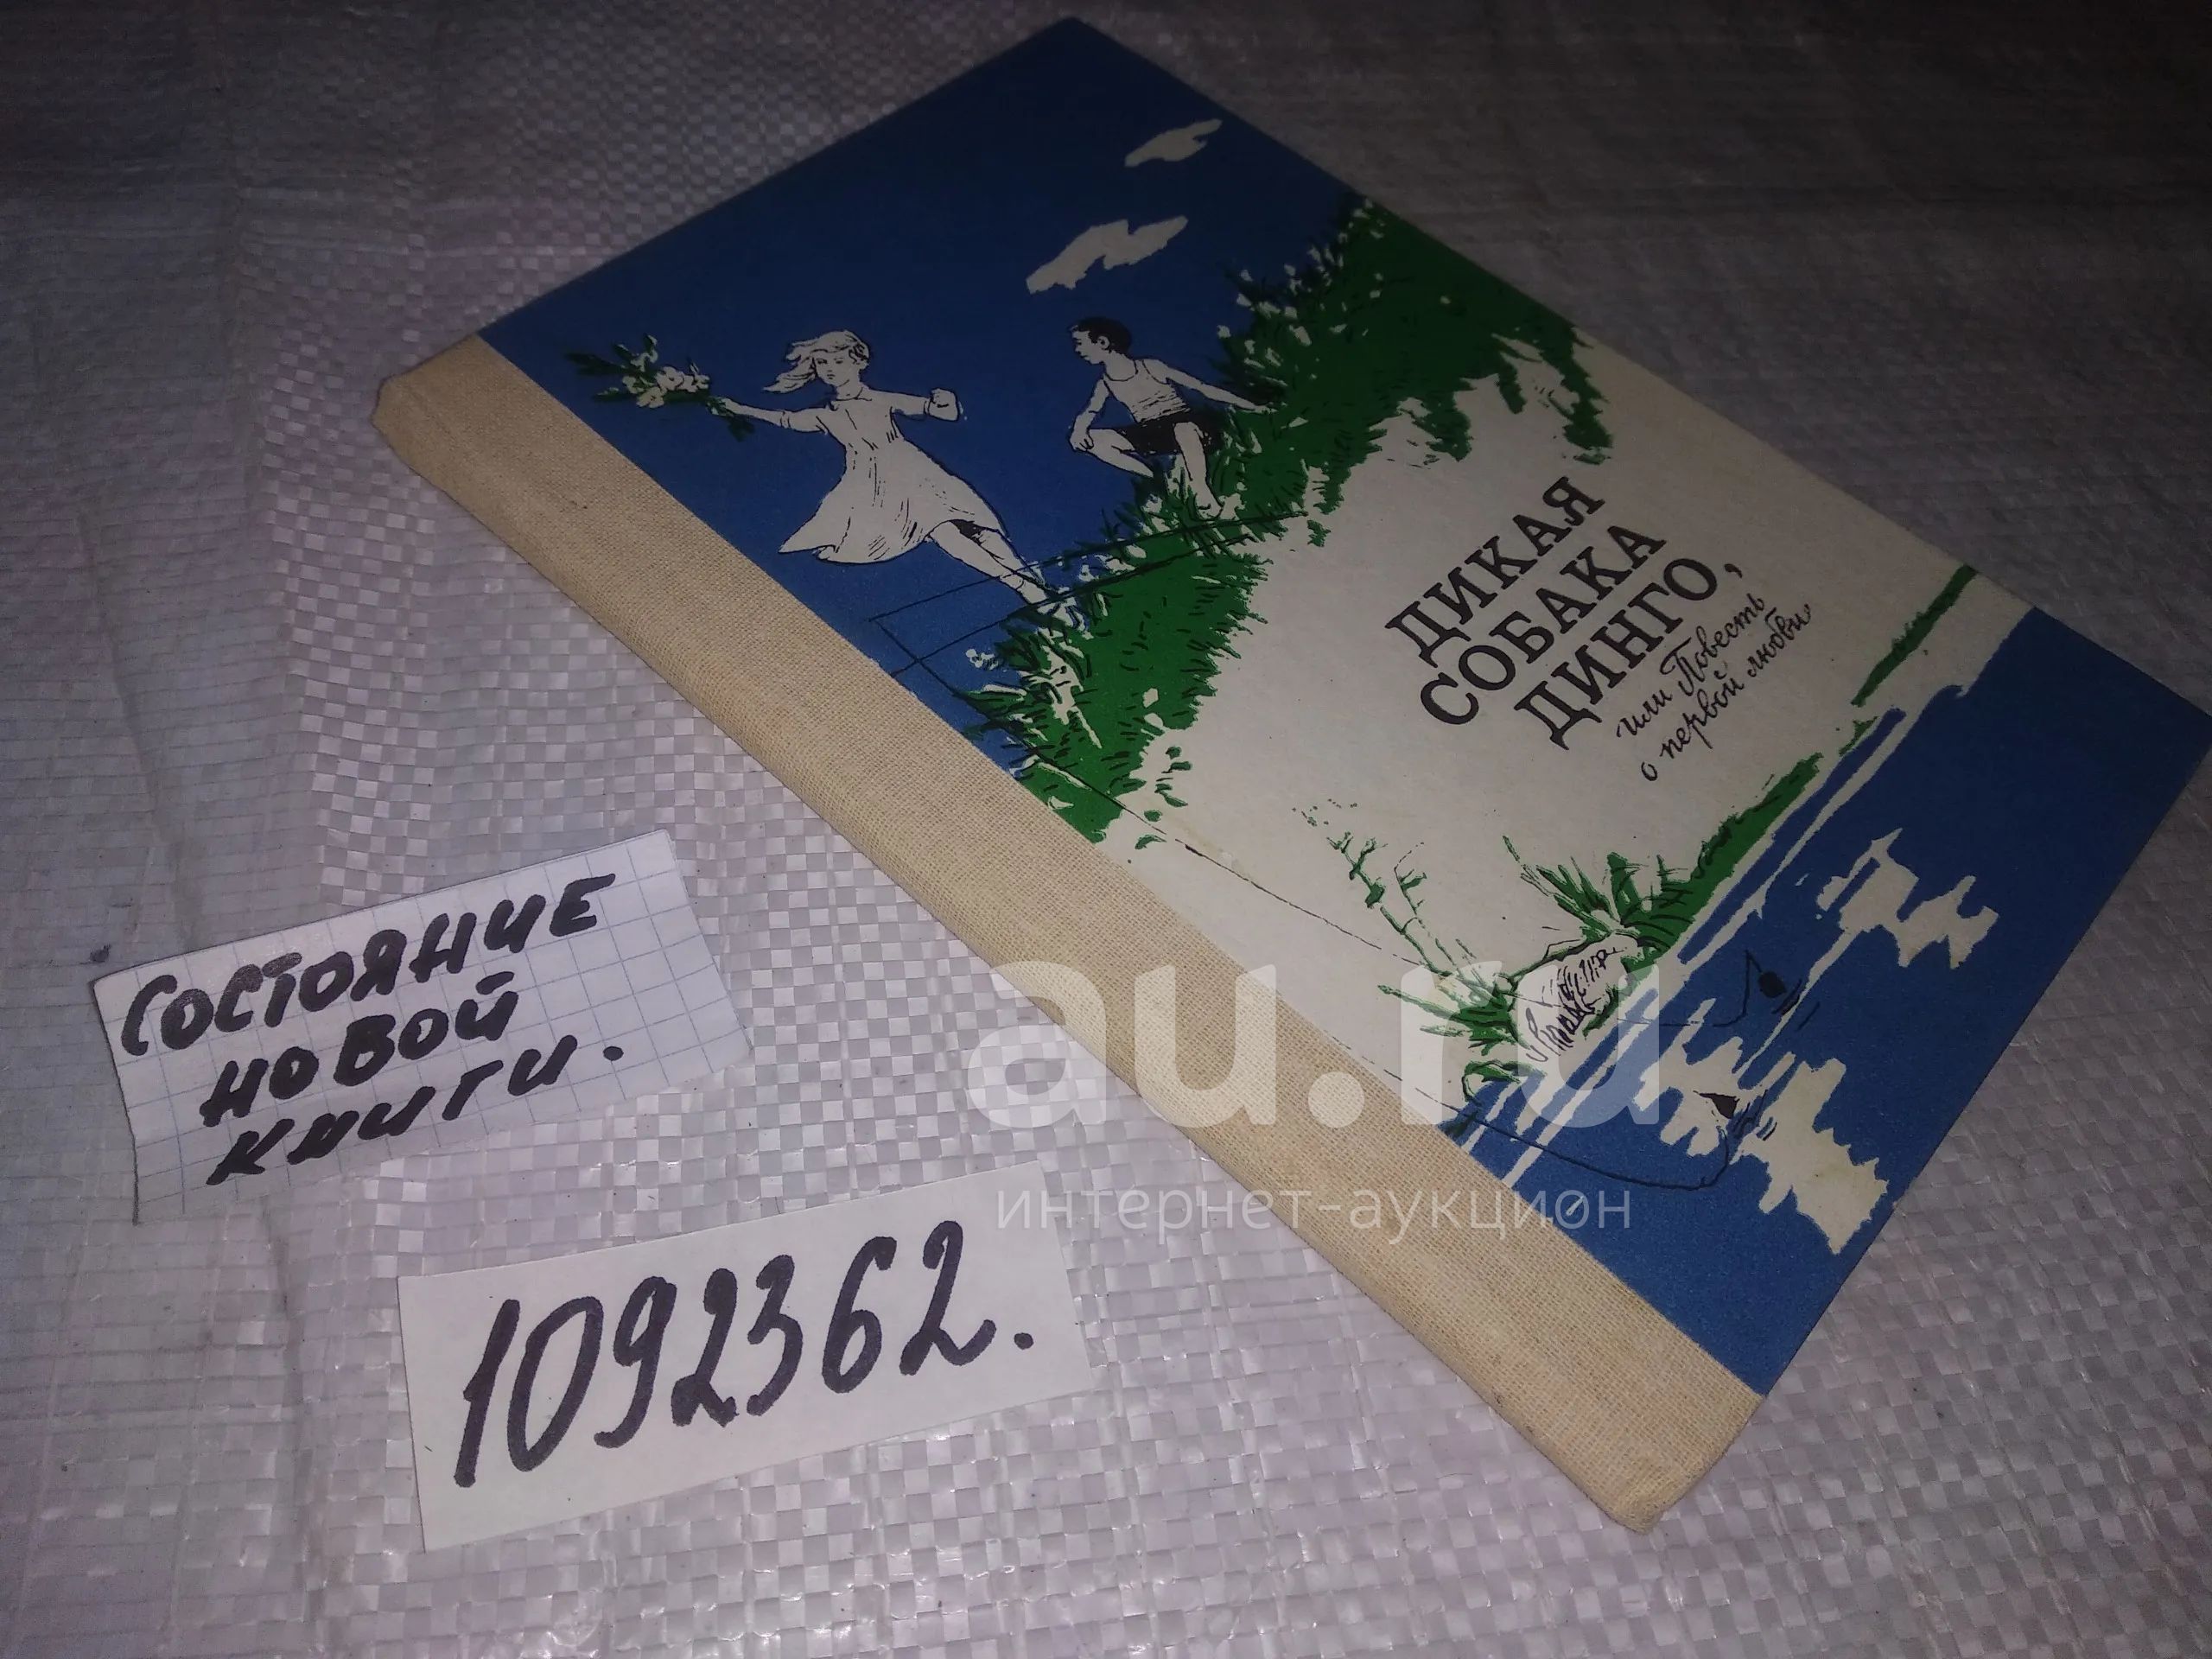 ДИКАЯ
СОБАКА
ДИНГО,
или Повесть
о первой любви
СОСТОЯНИЕ
НОВОЙ
КНИГИ.
1092362.
au.ru
интернет-аукцион